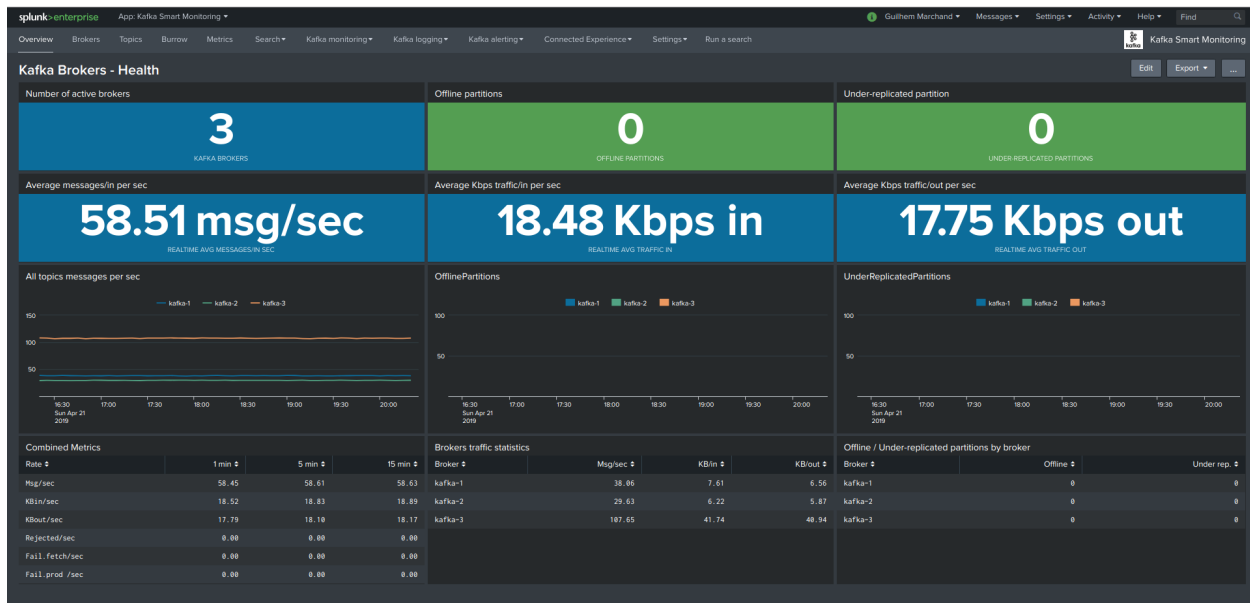 splunk>enterprise App: Kafka Smart Monitoring Guilhem Marchand Messages Settings Activity Help Find
Overview Brokers Topics Burrow Metrics Search Kafka monitoring Kafka logging Kafka alerting Connected Experience Settings Run a search kafka Kafka Smart Monitoring
Kafka Brokers - Health Edit Export ...
Number of active brokers
3
KAFKA BROKERS
Offline partitions
0
OFFLINE PARTITIONS
Under-replicated partition
0
UNDER-REPLICATED PARTITIONS
Average messages/in per sec
58.51 msg/sec
REALTIME AVG MESSAGES/IN SEC
Average Kbps traffic/in per sec
18.48 Kbps in
REALTIME AVG TRAFFIC IN
Average Kbps traffic/out per sec
17.75 Kbps out
REALTIME AVG TRAFFIC OUT
All topics messages per sec
kafka-1 kafka-2 kafka-3
150
100
50
16:30 17:00 17:30 18:00 18:30 19:00 19:30 20:00
Sun Apr 21
2019
OfflinePartitions
kafka-1 kafka-2 kafka-3
100
50
16:30 17:00 17:30 18:00 18:30 19:00 19:30 20:00
Sun Apr 21
2019
UnderReplicatedPartitions
kafka-1 kafka-2 kafka-3
100
50
16:30 17:00 17:30 18:00 18:30 19:00 19:30 20:00
Sun Apr 21
2019
Combined Metrics
Rate 1 min 5 min 15 min
Msg/sec 58.45 58.61 58.63
KBin/sec 18.52 18.83 18.89
KBout/sec 17.79 18.10 18.17
Rejected/sec 0.00 0.00 0.00
Fail.fetch/sec 0.00 0.00 0.00
Fail.prod /sec 0.00 0.00 0.00
Brokers traffic statistics
Broker Msg/sec KB/in KB/out
kafka-1 38.06 7.61 6.56
kafka-2 29.63 6.22 5.87
kafka-3 107.65 41.74 40.94
Offline / Under-replicated partitions by broker
Broker Offline Under rep.
kafka-1 0 0
kafka-2 0 0
kafka-3 0 0